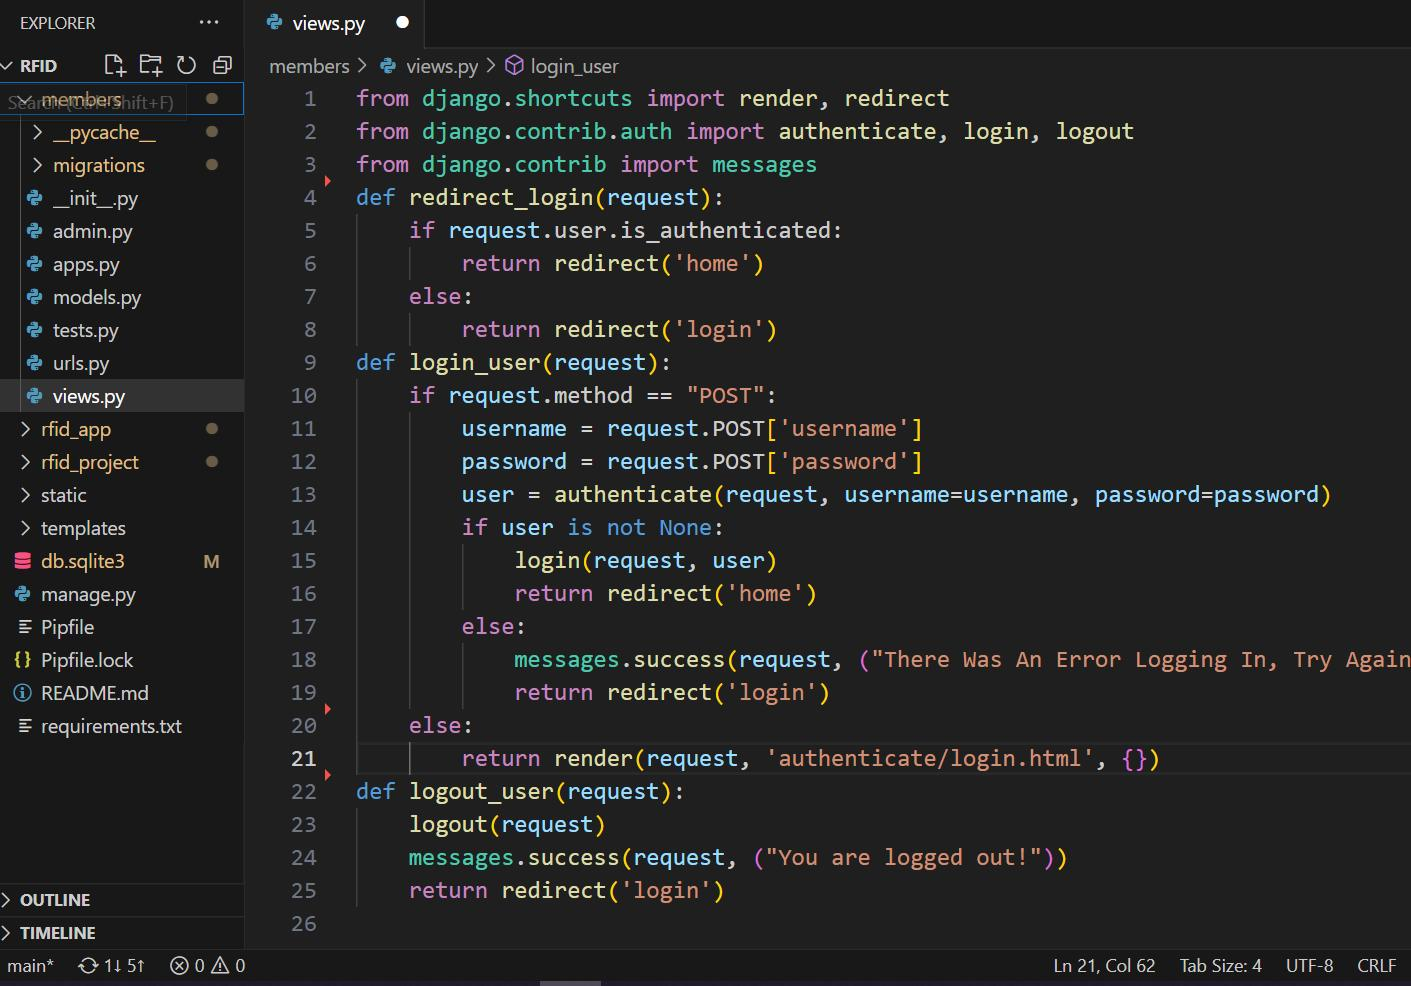 EXPLORER
views.py
RFID
members > views.py > login_user
Search (Ctrl+Shift+F)
members
__pycache__
migrations
__init__.py
admin.py
apps.py
models.py
tests.py
urls.py
views.py
rfid_app
rfid_project
static
templates
db.sqlite3 M
manage.py
Pipfile
Pipfile.lock
README.md
requirements.txt
OUTLINE
TIMELINE
1 from django.shortcuts import render, redirect
2 from django.contrib.auth import authenticate, login, logout
3 from django.contrib import messages
4 def redirect_login(request):
5 if request.user.is_authenticated:
6 return redirect('home')
7 else:
8 return redirect('login')
9 def login_user(request):
10 if request.method == "POST":
11 username = request.POST['username']
12 password = request.POST['password']
13 user = authenticate(request, username=username, password=password)
14 if user is not None:
15 login(request, user)
16 return redirect('home')
17 else:
18 messages.success(request, ("There Was An Error Logging In, Try Again
19 return redirect('login')
20 else:
21 return render(request, 'authenticate/login.html', {})
22 def logout_user(request):
23 logout(request)
24 messages.success(request, ("You are logged out!"))
25 return redirect('login')
26
main* 1↓ 5↑ 0 0 Ln 21, Col 62 Tab Size: 4 UTF-8 CRLF